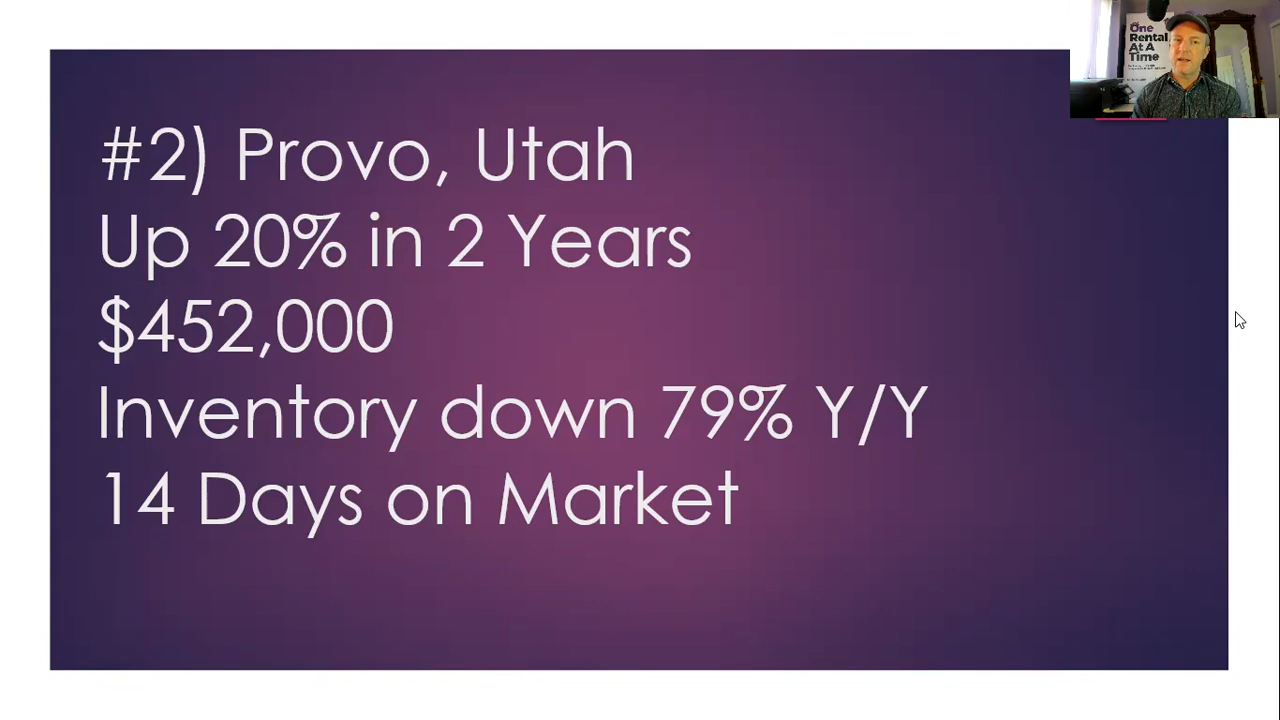 #2) Provo, Utah
Up 20% in 2 Years
$452,000
Inventory down 79% Y/Y
14 Days on Market
One
Rental
At A
Time